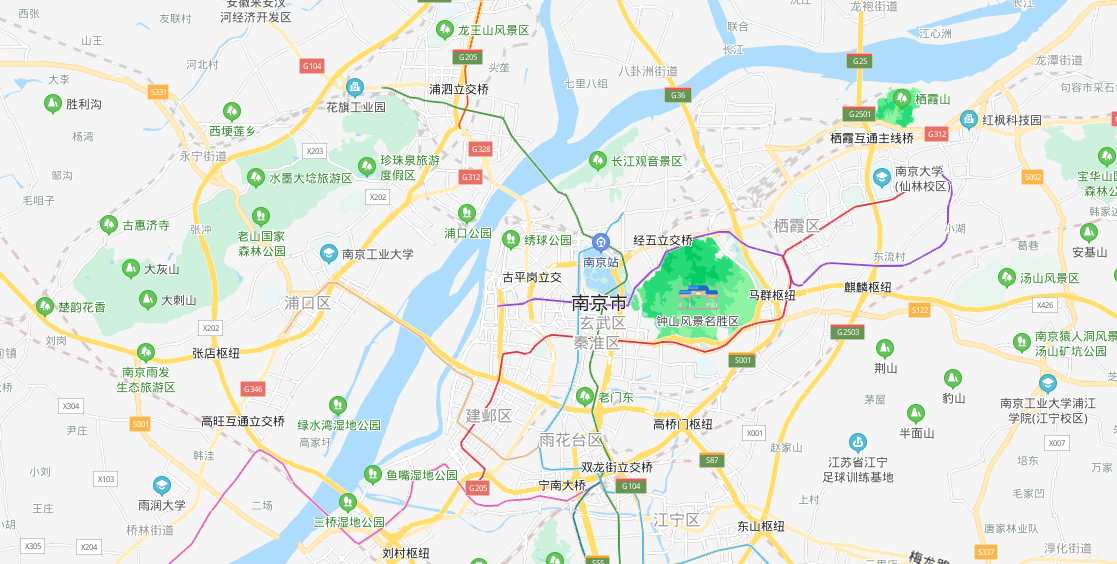 西张
友联村
安徽来安汊
河经济开发区
龙王山风景区
联合
长江
龙袍街道
江心洲
长江
山王
河北村
G104
G205
头垄
G25
龙潭街道
大李
七里八组
八卦洲街道
句容市采石
S331
浦泗立交桥
花旗工业园
G36
栖霞山
胜利沟
西埂莲乡
G2501
红枫科技园
杨湾
栖霞互通主线桥
G312
永宁街道
X203
G328
珍珠泉旅游
度假区
长江观音景区
宝华山国
森林公
邹沟
水墨大埝旅游区
G312
南京大学
(仙林校区)
S002
毛咀子
X202
古惠济寺
张冲
老山国家
森林公园
浦口公园
栖霞区
小湖
韩家边
绣球公园
经五立交桥
葛巷
安基山
南京工业大学
南京站
东流村
大灰山
古平岗立交
汤山风景区
楚韵花香
大刺山
浦口区
南京市
马群枢纽
麒麟枢纽
X426
玄武区
钟山风景名胜区
S122
X202
刘岗
秦淮区
G2503
南京猿人洞风景
汤山矿坑公园
张店枢纽
S001
南京雨发
生态旅游区
荆山
G346
豹山
南京工业大学浦江
学院(江宁校区)
X304
绿水湾湿地公园
建邺区
老门东
茅屋
S001
高旺互通立交桥
高桥门枢纽
半面山
尹庄
高家圩
雨花台区
X001
赵家山
X007
韩洼
双龙街立交桥
S87
江苏省江宁
足球训练基地
培东
万家
小刘
X103
鱼嘴湿地公园
宁南大桥
G104
G205
雨润大学
二场
上村
毛家凹
王庄
三桥湿地公园
江宁区
东山枢纽
唐家林业队
桥林街道
X305
X204
刘村枢纽
S55
S337
淳化街道